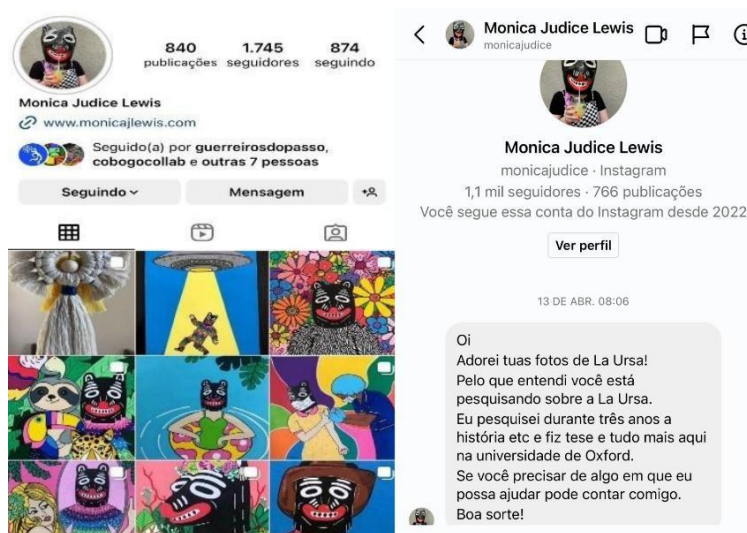 840 1.745 874
publicações seguidores seguindo
Monica Judice Lewis
www.monicajlewis.com
Seguido(a) por guerreirosdopasso,
cobogocollab e outras 7 pessoas
Seguindo
Mensagem
Monica Judice Lewis
monicajudice
Monica Judice Lewis
monicajudice · Instagram
1,1 mil seguidores · 766 publicações
Você segue essa conta do Instagram desde 2022
Ver perfil
13 DE ABR. 08:06
Oi
Adorei tuas fotos de La Ursa!
Pelo que entendi você está
pesquisando sobre a La Ursa.
Eu pesquisei durante três anos a
história etc e fiz tese e tudo mais aqui
na universidade de Oxford.
Se você precisar de algo em que eu
possa ajudar pode contar comigo.
Boa sorte!